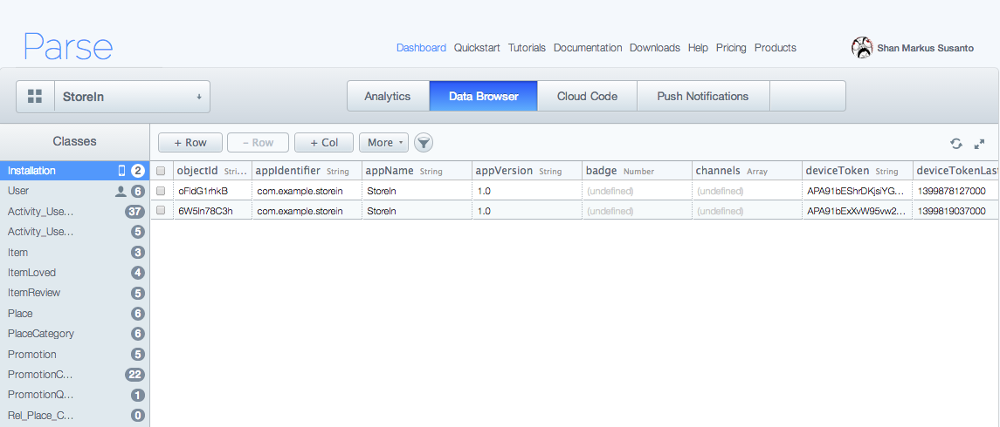 Parse
Dashboard Quickstart Tutorials Documentation Downloads Help Pricing Products
Shan Markus Susanto
StoreIn
Analytics Data Browser Cloud Code Push Notifications
Classes
+ Row − Row + Col More
Installation 2
User 6
Activity_Use... 37
Activity_Use... 5
Item 3
ItemLoved 4
ItemReview 5
Place 6
PlaceCategory 6
Promotion 5
PromotionC... 22
PromotionQ... 1
Rel_Place_C... 0
objectId Stri... appIdentifier String appName String appVersion String badge Number channels Array deviceToken String deviceTokenLas
oFldG1rhkB com.example.storein StoreIn 1.0 (undefined) (undefined) APA91bEShrDKjsiYG... 1399878127000
6W5ln78C3h com.example.storein StoreIn 1.0 (undefined) (undefined) APA91bExXvW95vw2... 1399819037000